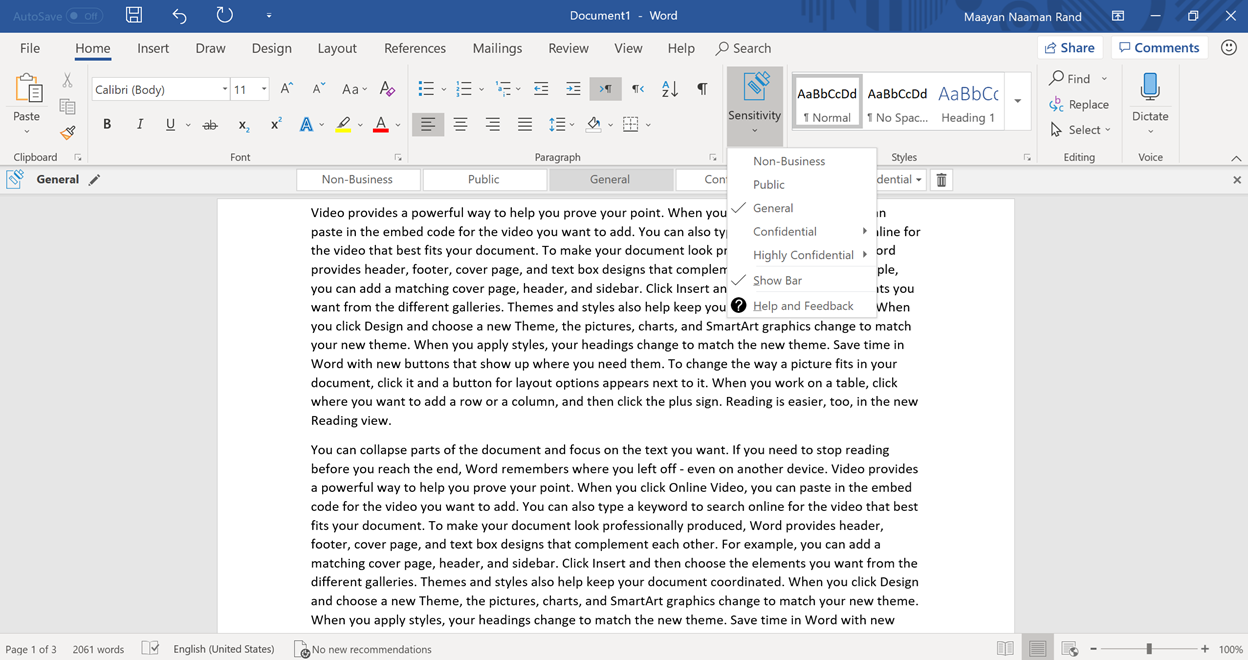 AutoSave Off
Document1 - Word
Maayan Naaman Rand
File Home Insert Draw Design Layout References Mailings Review View Help Search
Share Comments
Paste
Clipboard
Calibri (Body) 11
Font
Paragraph
Sensitivity
AaBbCcDd AaBbCcDd AaBbCc
¶ Normal ¶ No Spac... Heading 1
Styles
Find
Replace
Select
Editing
Dictate
Voice
General
Non-Business Public General Con dential
Non-Business
Public
General
Confidential
Highly Confidential
Show Bar
Help and Feedback
Video provides a powerful way to help you prove your point. When you an
paste in the embed code for the video you want to add. You can also ty line for
the video that best fits your document. To make your document look pr ord
provides header, footer, cover page, and text box designs that complem ple,
you can add a matching cover page, header, and sidebar. Click Insert an ts you
want from the different galleries. Themes and styles also help keep you When
you click Design and choose a new Theme, the pictures, charts, and SmartArt graphics change to match
your new theme. When you apply styles, your headings change to match the new theme. Save time in
Word with new buttons that show up where you need them. To change the way a picture fits in your
document, click it and a button for layout options appears next to it. When you work on a table, click
where you want to add a row or a column, and then click the plus sign. Reading is easier, too, in the new
Reading view.
You can collapse parts of the document and focus on the text you want. If you need to stop reading
before you reach the end, Word remembers where you left off - even on another device. Video provides
a powerful way to help you prove your point. When you click Online Video, you can paste in the embed
code for the video you want to add. You can also type a keyword to search online for the video that best
fits your document. To make your document look professionally produced, Word provides header,
footer, cover page, and text box designs that complement each other. For example, you can add a
matching cover page, header, and sidebar. Click Insert and then choose the elements you want from the
different galleries. Themes and styles also help keep your document coordinated. When you click Design
and choose a new Theme, the pictures, charts, and SmartArt graphics change to match your new theme.
When you apply styles, your headings change to match the new theme. Save time in Word with new
Page 1 of 3 2061 words English (United States) No new recommendations 100%